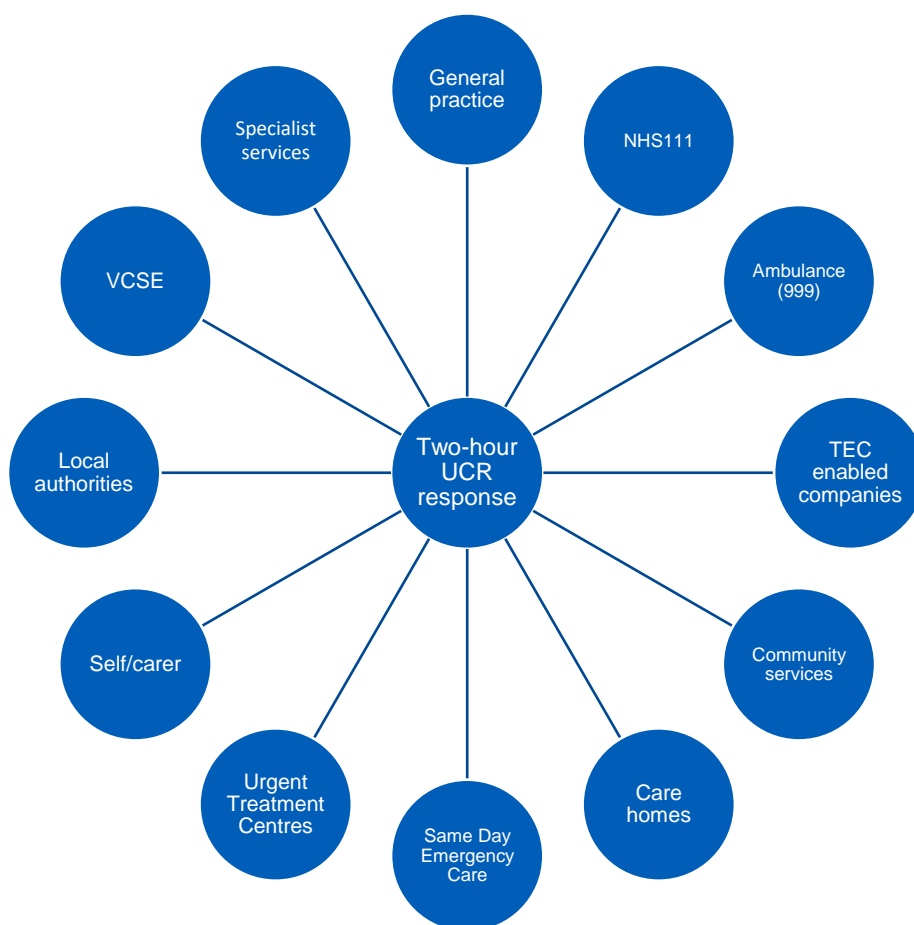 General
practice
NHS111
Ambulance
(999)
TEC
enabled
companies
Community
services
Care
homes
Same Day
Emergency
Care
Urgent
Treatment
Centres
Self/carer
Local
authorities
VCSE
Specialist
services
Two-hour
UCR
response